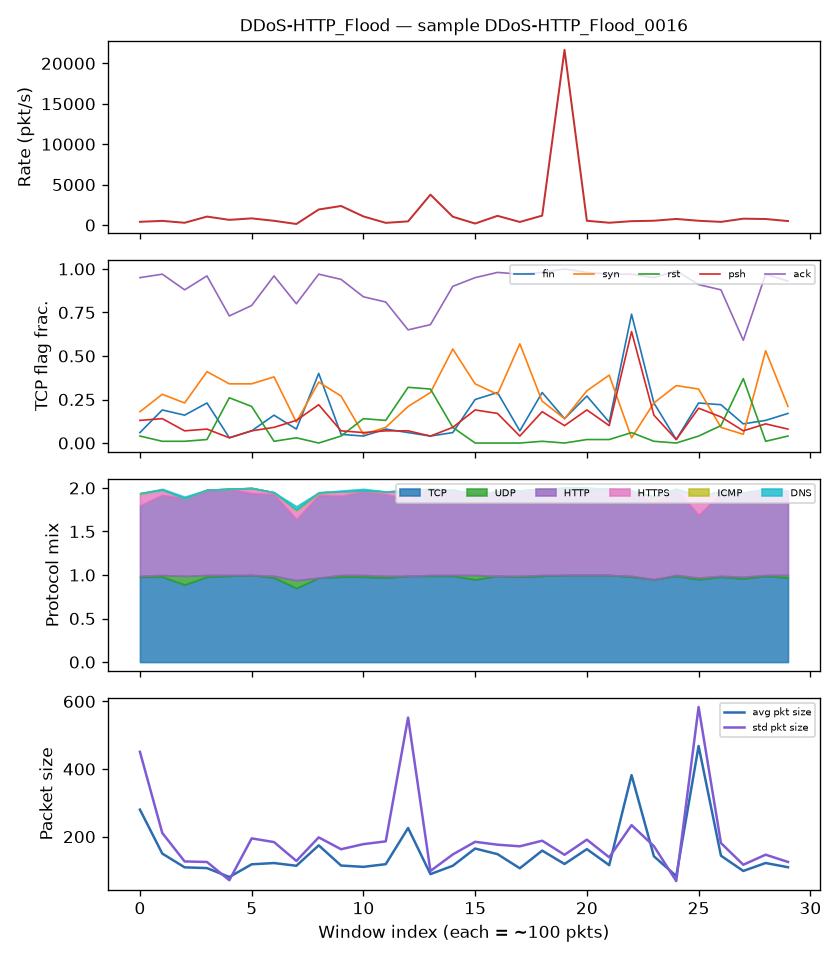 DDoS-HTTP_Flood — sample DDoS-HTTP_Flood_0016
20000
15000
10000
5000
0
Rate (pkt/s)
1.00
0.75
0.50
0.25
0.00
TCP flag frac.
fin syn rst psh ack
2.0
1.5
1.0
0.5
0.0
Protocol mix
TCP UDP HTTP HTTPS ICMP DNS
600
400
200
Packet size
avg pkt size
std pkt size
0 5 10 15 20 25 30
Window index (each = ~100 pkts)